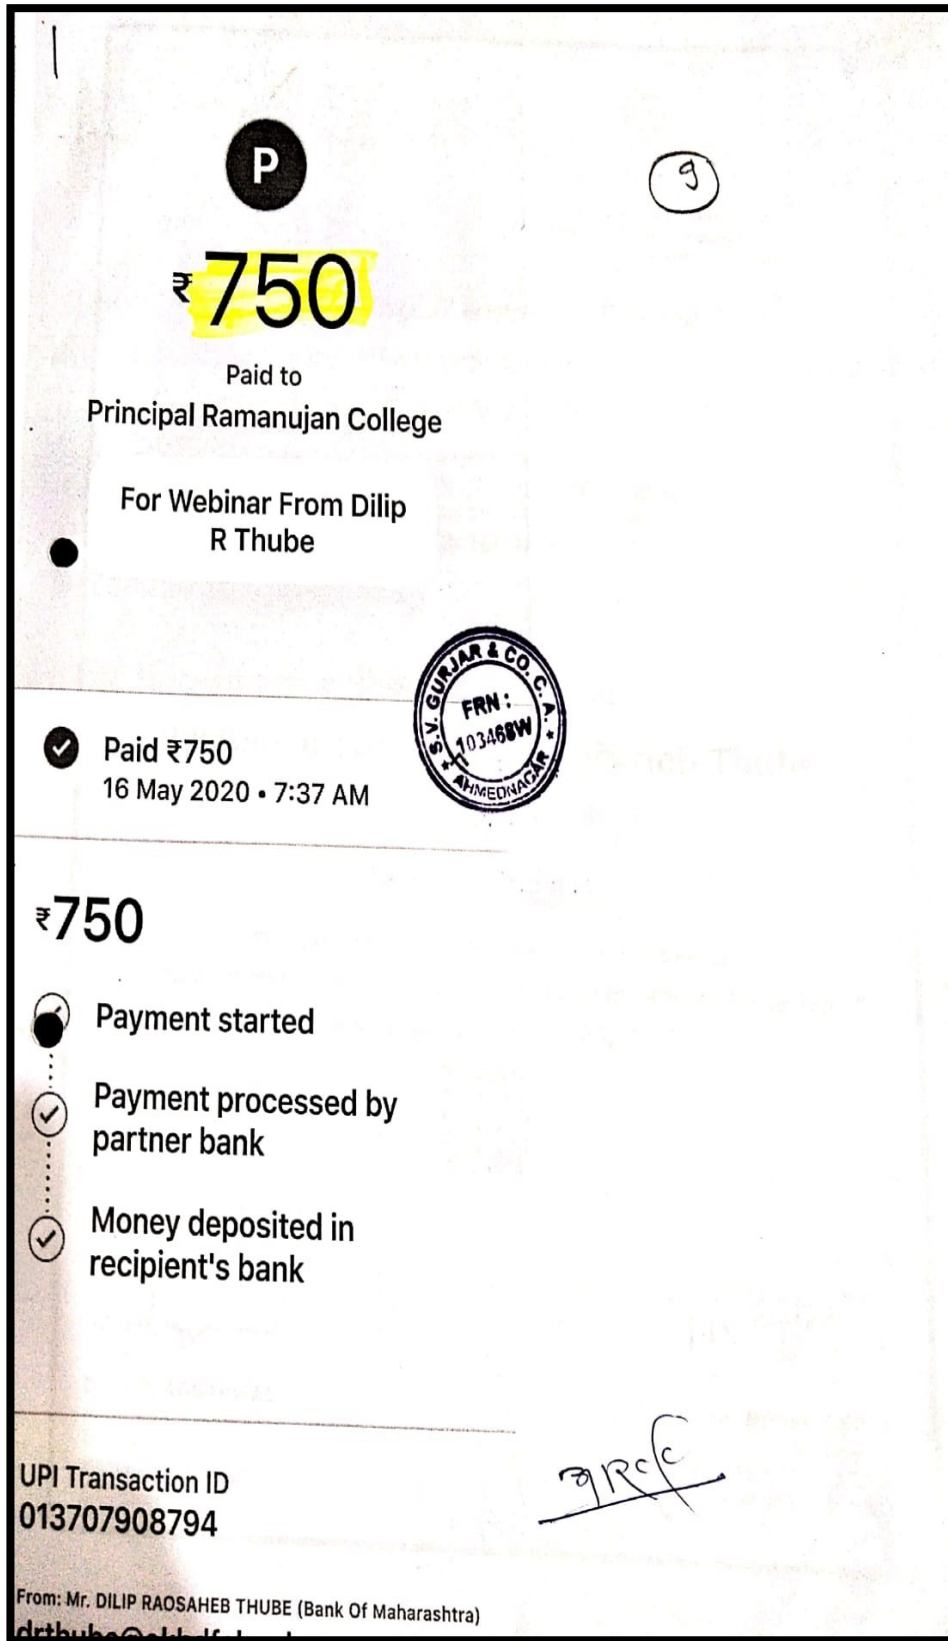 P
9
₹750
Paid to
Principal Ramanujan College
For Webinar From Dilip
R Thube
S.V. GURJAR & CO. C. A.
FRN :
103468W
AHMEDNAGAR
Paid ₹750
16 May 2020 • 7:37 AM
₹750
Payment started
Payment processed by
partner bank
Money deposited in
recipient's bank
UPI Transaction ID
013707908794
From: Mr. DILIP RAOSAHEB THUBE (Bank Of Maharashtra)